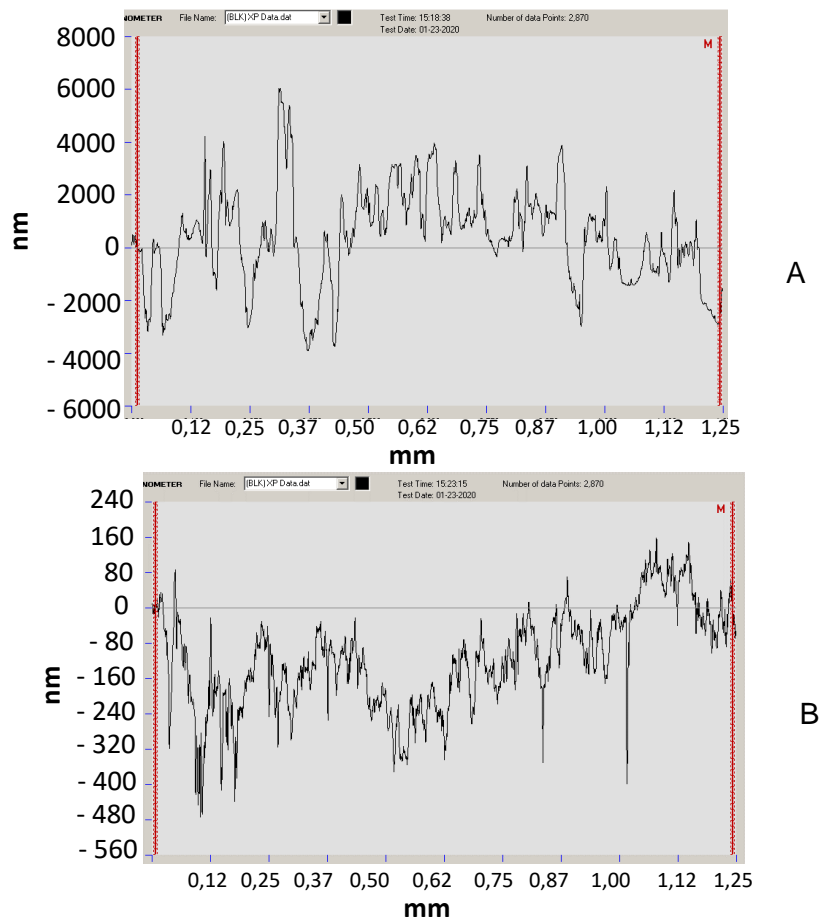 NOMETER File Name: (BLK) XP Data.dat Test Time: 15:18:38 Number of data Points: 2,870
Test Date: 01-23-2020
8000
M
6000
4000
2000
0
- 2000
- 4000
- 6000
nm
A
0,12 0,25 0,37 0,50 0,62 0,75 0,87 1,00 1,12 1,25
mm
NOMETER File Name: (BLK) XP Data.dat Test Time: 15:23:15 Number of data Points: 2,870
Test Date: 01-23-2020
240
M
160
80
0
- 80
- 160
- 240
- 320
- 400
- 480
- 560
nm
B
0,12 0,25 0,37 0,50 0,62 0,75 0,87 1,00 1,12 1,25
mm